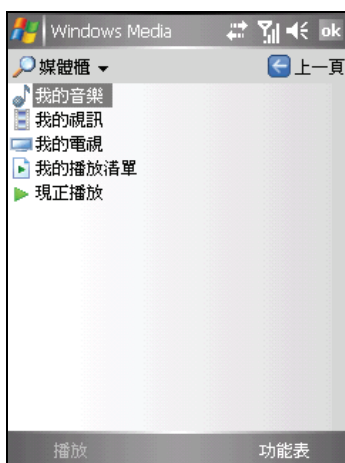 Windows Media ok
媒體櫃 上一頁
我的音樂
我的視訊
我的電視
我的播放清單
現正播放
播放 功能表